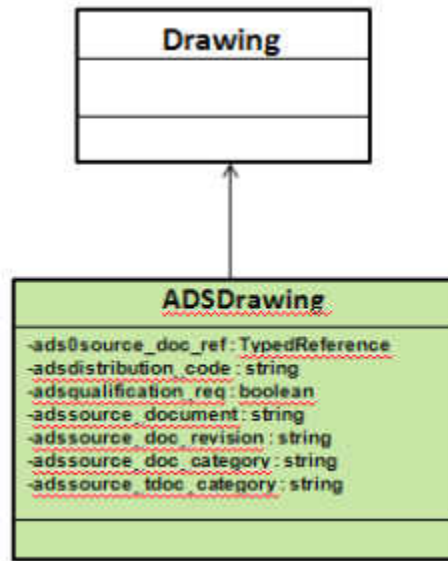 Drawing
ADSDrawing
-ads0source_doc_ref: TypedReference
-adsdistribution_code: string
-adsqualification_req: boolean
-adssource_document: string
-adssource_doc_revision: string
-adssource_doc_category: string
-adssource_tdoc_category: string